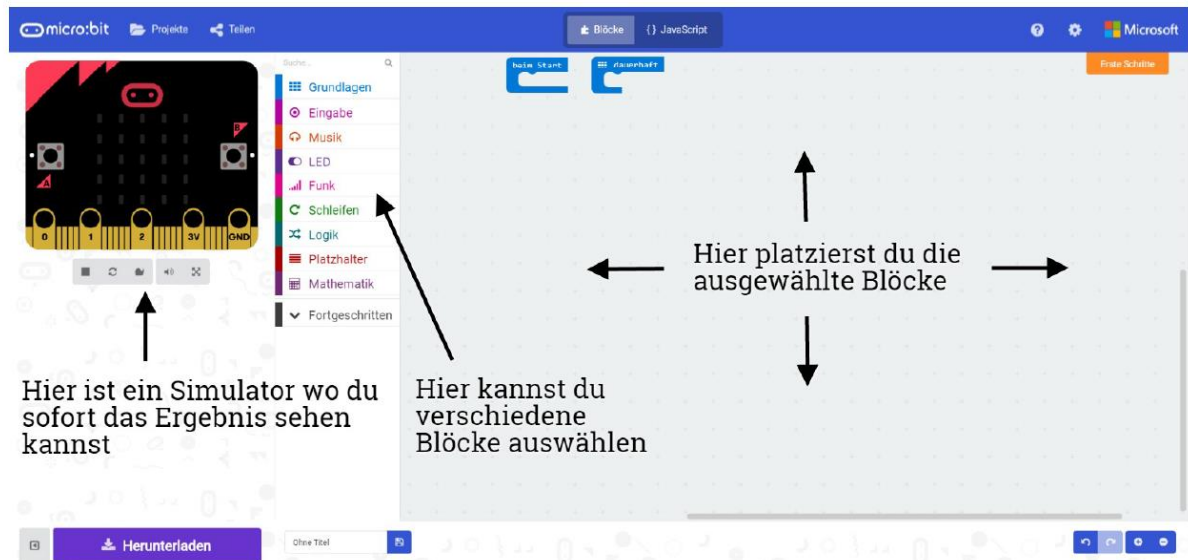 micro:bit Projekte Teilen Blöcke {} JavaScript Microsoft
Suche...
beim Start dauerhaft
Erste Schritte
Grundlagen
Eingabe
Musik
LED
Funk
Schleifen
Logik
Platzhalter
Mathematik
Fortgeschritten
B
A
0 1 2 3V GND
Hier platzierst du die
ausgewählte Blöcke
Hier ist ein Simulator wo du
sofort das Ergebnis sehen
kannst
Hier kannst du
verschiedene
Blöcke auswählen
Herunterladen
Ohne Titel